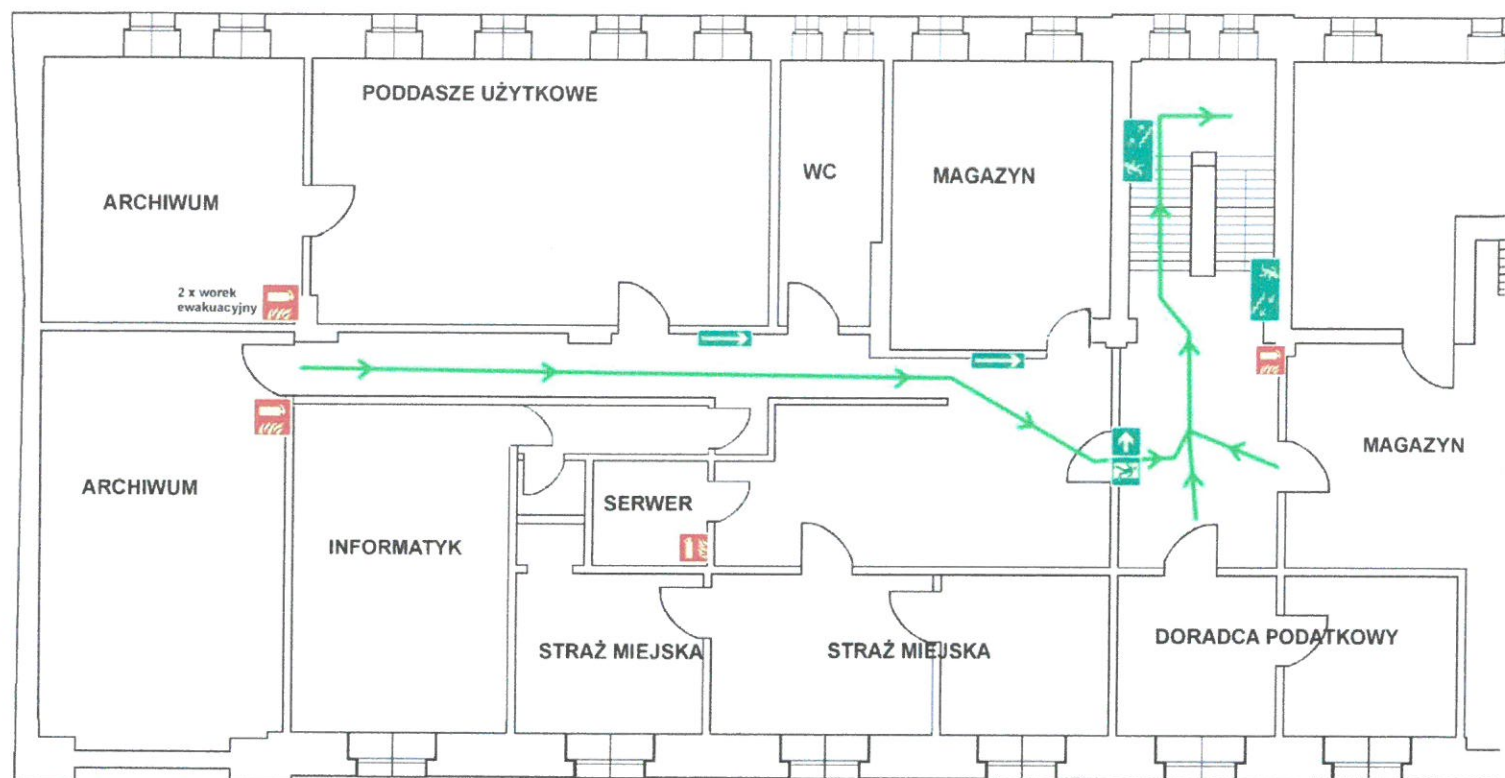 PODDASZE UŻYTKOWE
ARCHIWUM
WC
MAGAZYN
2 x worek
ewakuacyjny
ARCHIWUM
INFORMATYK
SERWER
MAGAZYN
STRAŻ MIEJSKA
STRAŻ MIEJSKA
DORADCA PODATKOWY